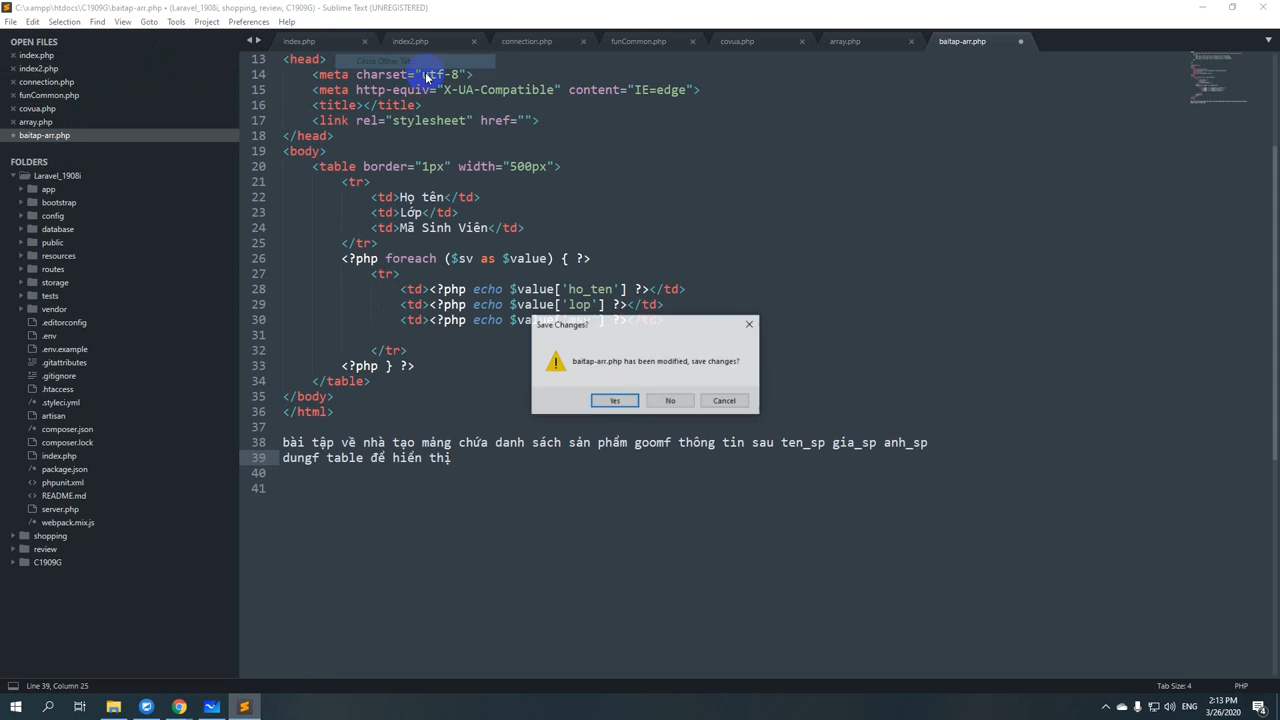 C:\xampp\htdocs\C1909G\baitap-arr.php • (Laravel_1908i, shopping, review, C1909G) - Sublime Text (UNREGISTERED)
File Edit Selection Find View Goto Tools Project Preferences Help
OPEN FILES
index.php
index2.php
connection.php
funCommon.php
covua.php
array.php
baitap-arr.php
FOLDERS
Laravel_1908i
app
bootstrap
config
database
public
resources
routes
storage
tests
vendor
.editorconfig
.env
.env.example
.gitattributes
.gitignore
.htaccess
.styleci.yml
artisan
composer.json
composer.lock
index.php
package.json
phpunit.xml
README.md
server.php
webpack.mix.js
shopping
review
C1909G
index.php index2.php connection.php funCommon.php covua.php array.php baitap-arr.php
Close Other Tabs
13 <head>
14 <meta charset="utf-8">
15 <meta http-equiv="X-UA-Compatible" content="IE=edge">
16 <title></title>
17 <link rel="stylesheet" href="">
18 </head>
19 <body>
20 <table border="1px" width="500px">
21 <tr>
22 <td>Họ tên</td>
23 <td>Lớp</td>
24 <td>Mã Sinh Viên</td>
25 </tr>
26 <?php foreach ($sv as $value) { ?>
27 <tr>
28 <td><?php echo $value['ho_ten'] ?></td>
29 <td><?php echo $value['lop'] ?></td>
30 <td><?php echo $value['msv'] ?></td>
31
32 </tr>
33 <?php } ?>
34 </table>
35 </body>
36 </html>
37
38 bài tập về nhà tạo mảng chứa danh sách sản phẩm goomf thông tin sau ten_sp gia_sp anh_sp
39 dungf table để hiển thị
40
41
Save Changes?
baitap-arr.php has been modified, save changes?
Yes No Cancel
Line 39, Column 25
Tab Size: 4 PHP
ENG
2:13 PM
3/26/2020
4